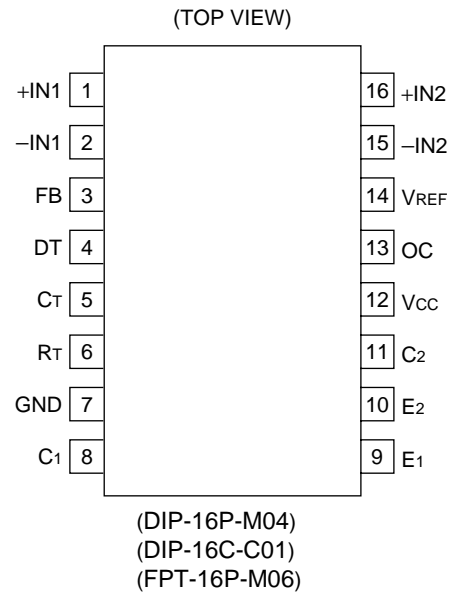 (TOP VIEW)
+IN1 1 16 +IN2
−IN1 2 15 −IN2
FB 3 14 VREF
DT 4 13 OC
CT 5 12 VCC
RT 6 11 C2
GND 7 10 E2
C1 8 9 E1
(DIP-16P-M04)
(DIP-16C-C01)
(FPT-16P-M06)